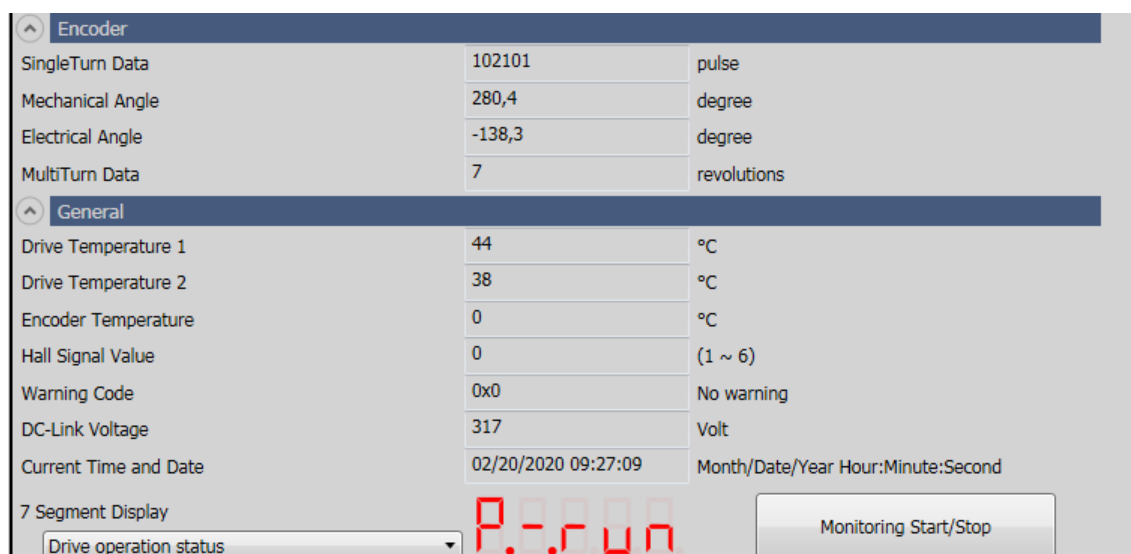 Encoder
SingleTurn Data 102101 pulse
Mechanical Angle 280,4 degree
Electrical Angle -138,3 degree
MultiTurn Data 7 revolutions
General
Drive Temperature 1 44 °C
Drive Temperature 2 38 °C
Encoder Temperature 0 °C
Hall Signal Value 0 (1 ~ 6)
Warning Code 0x0 No warning
DC-Link Voltage 317 Volt
Current Time and Date 02/20/2020 09:27:09 Month/Date/Year Hour:Minute:Second
7 Segment Display P.-.run Monitoring Start/Stop
Drive operation status